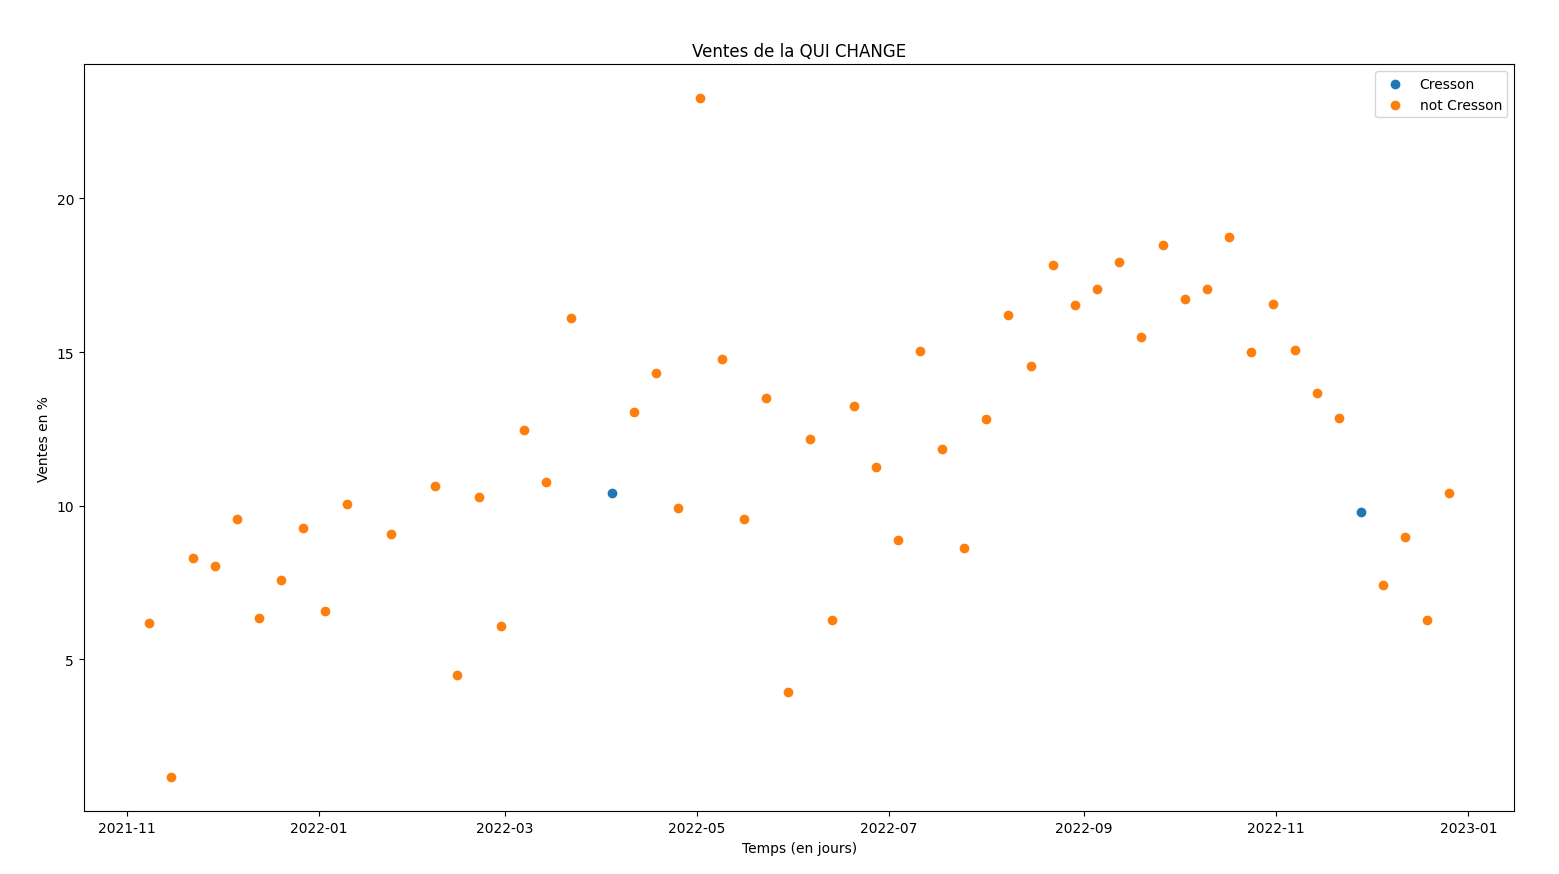 Ventes de la QUI CHANGE
Cresson
not Cresson
Ventes en %
20
15
10
5
2021-11 2022-01 2022-03 2022-05 2022-07 2022-09 2022-11 2023-01
Temps (en jours)